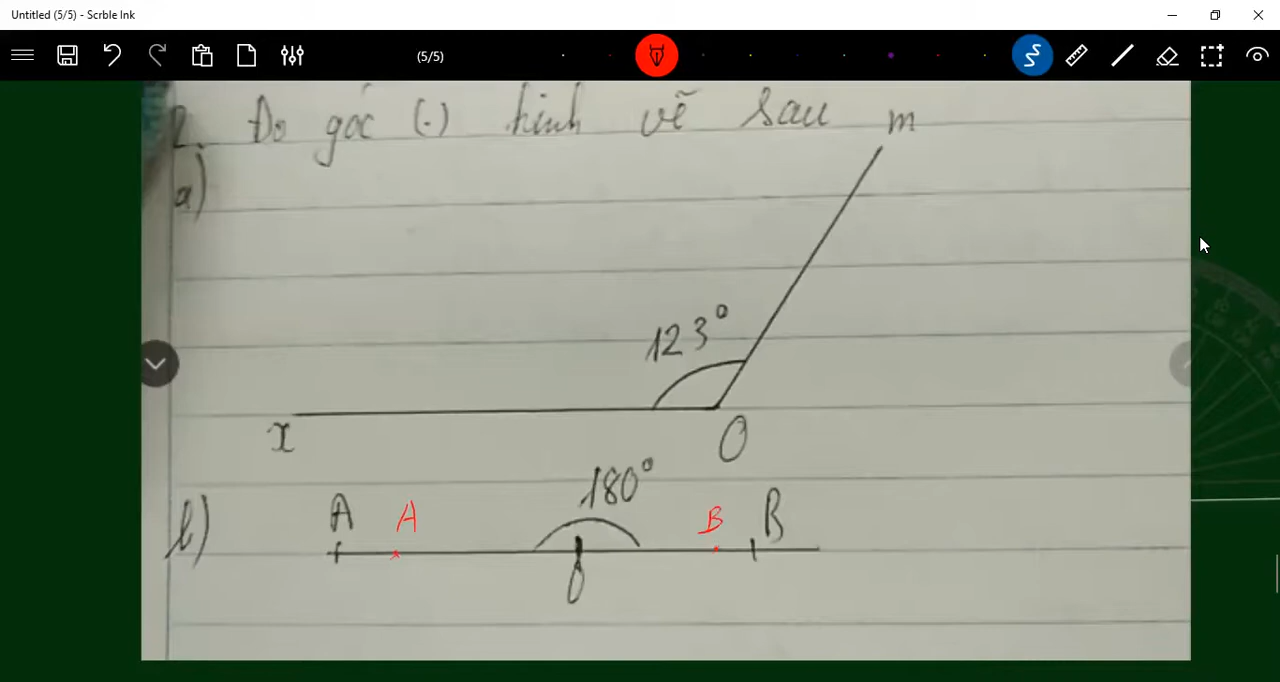 Untitled (5/5) - Scrble Ink
(5/5)
2. Đo góc (.) hình vẽ sau
m
a)
123°
x
O
180°
b) A A B B
O